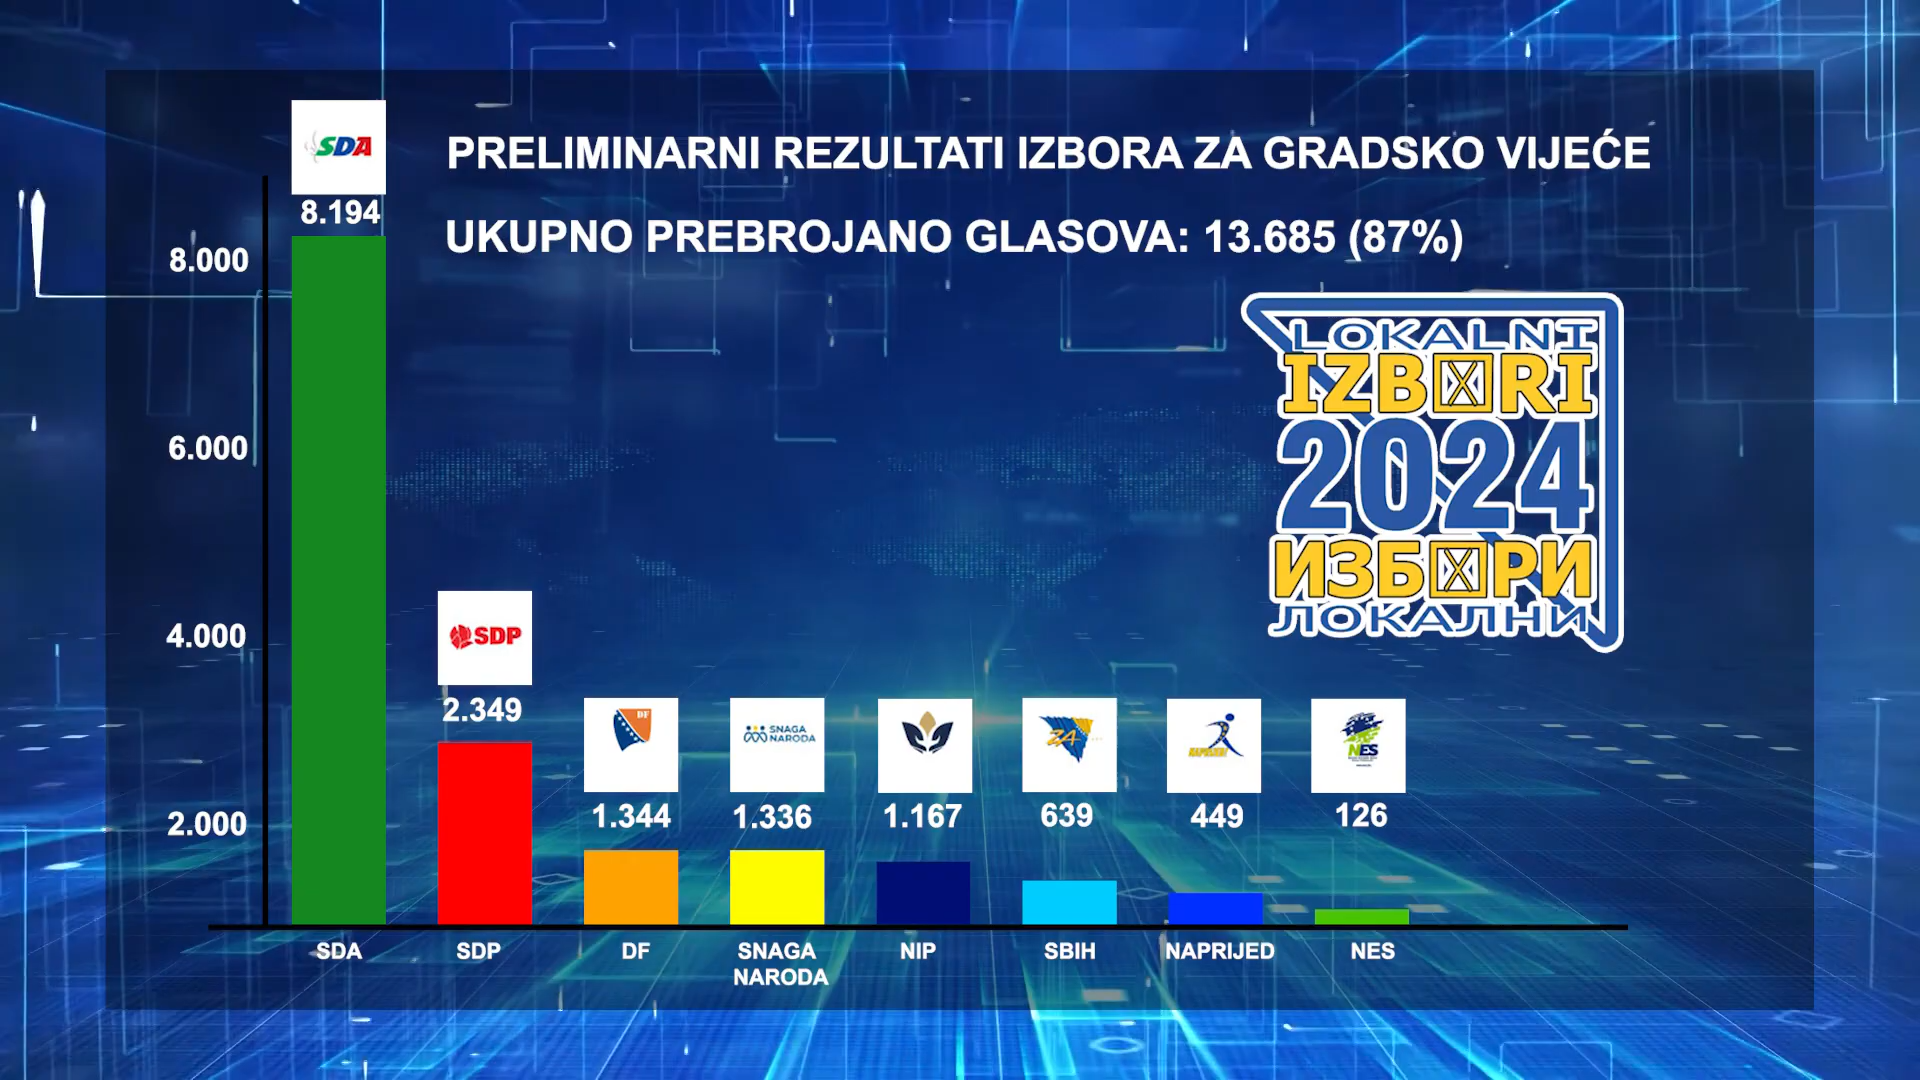 SDA
PRELIMINARNI REZULTATI IZBORA ZA GRADSKO VIJEĆE
8.194
UKUPNO PREBROJANO GLASOVA: 13.685 (87%)
8.000
LOKALNI
IZBORI
2024
ИЗБОРИ
ЛОКАЛНИ
6.000
4.000
SDP
2.349
DF
SNAGA
NARODA
ZA
NAPRIJED
NES
1.344
1.336
1.167
639
449
126
2.000
SDA
SDP
DF
SNAGA
NARODA
NIP
SBIH
NAPRIJED
NES